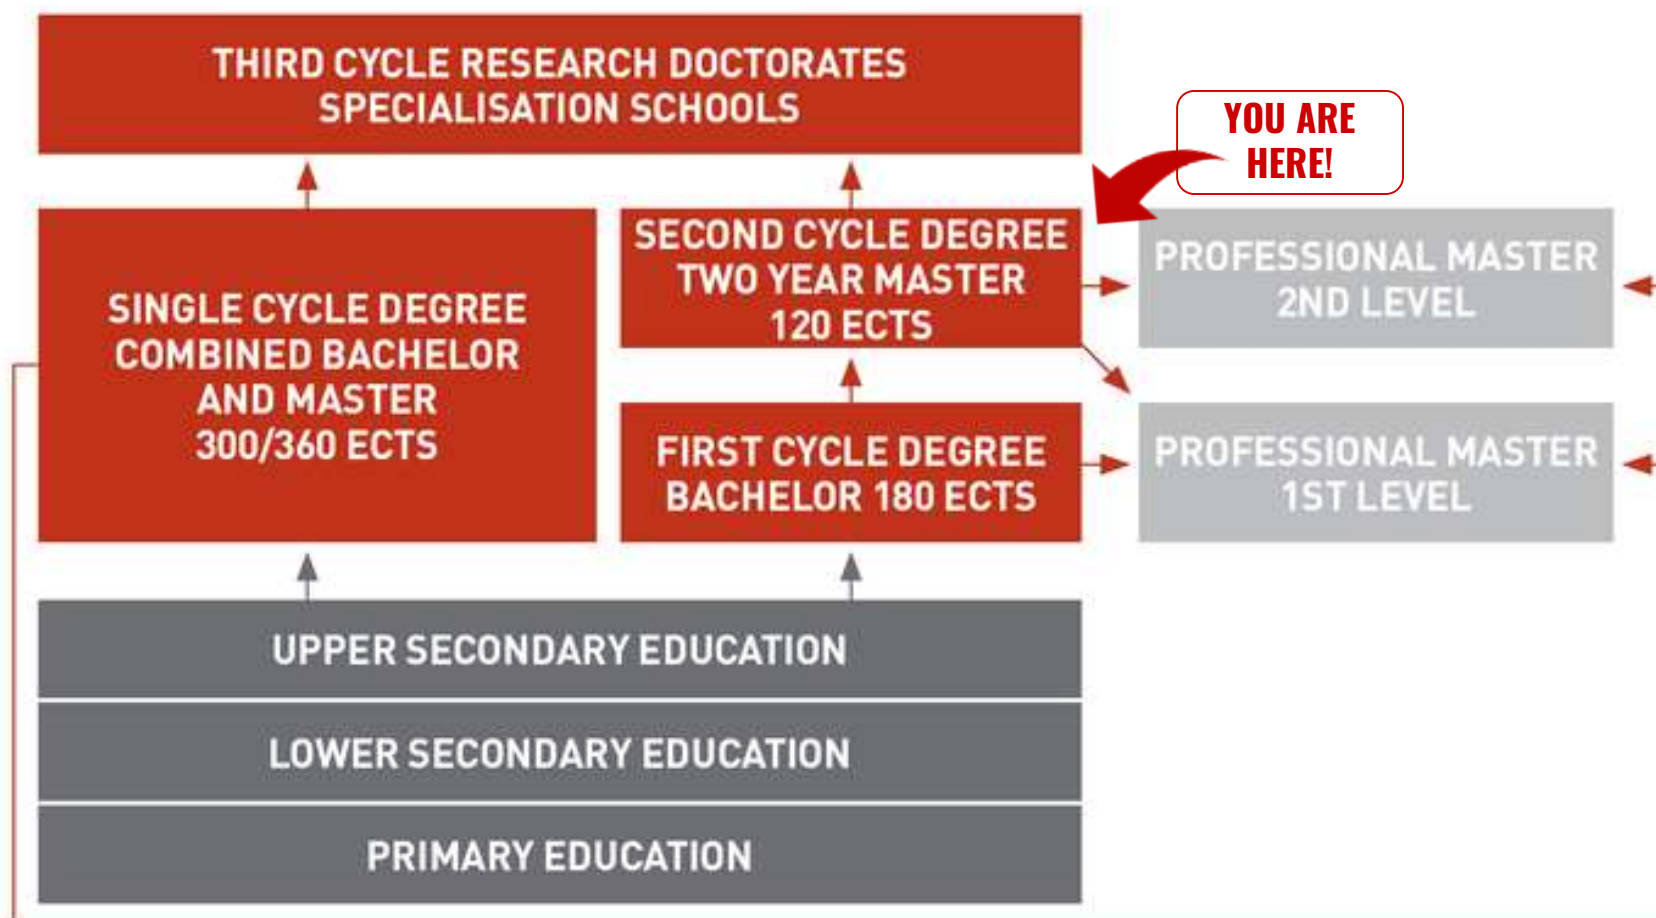 THIRD CYCLE RESEARCH DOCTORATES
SPECIALISATION SCHOOLS
YOU ARE
HERE!
SINGLE CYCLE DEGREE
COMBINED BACHELOR
AND MASTER
300/360 ECTS
SECOND CYCLE DEGREE
TWO YEAR MASTER
120 ECTS
PROFESSIONAL MASTER
2ND LEVEL
FIRST CYCLE DEGREE
BACHELOR 180 ECTS
PROFESSIONAL MASTER
1ST LEVEL
UPPER SECONDARY EDUCATION
LOWER SECONDARY EDUCATION
PRIMARY EDUCATION